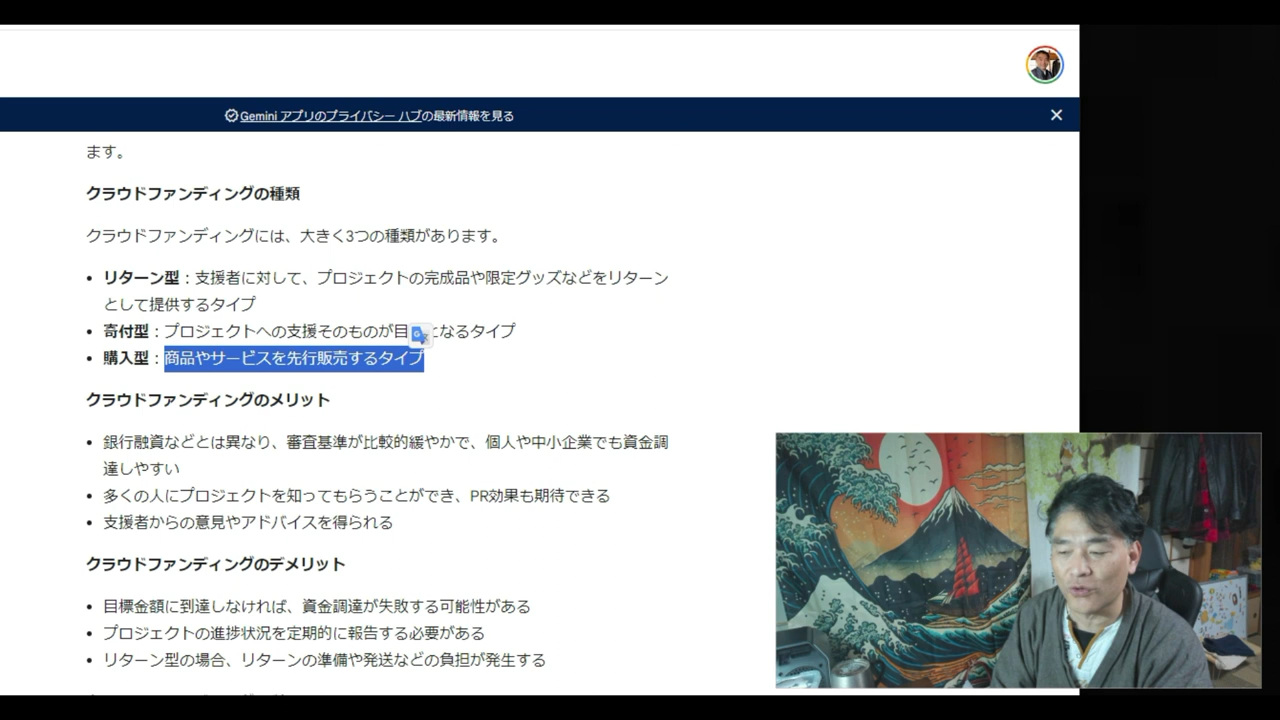 Gemini アプリのプライバシー ハブの最新情報を見る
ます。
クラウドファンディングの種類
クラウドファンディングには、大きく3つの種類があります。
• リターン型：支援者に対して、プロジェクトの完成品や限定グッズなどをリターン
として提供するタイプ
• 寄付型：プロジェクトへの支援そのものが目 になるタイプ
• 購入型：商品やサービスを先行販売するタイプ
クラウドファンディングのメリット
• 銀行融資などとは異なり、審査基準が比較的緩やかで、個人や中小企業でも資金調
達しやすい
• 多くの人にプロジェクトを知ってもらうことができ、PR効果も期待できる
• 支援者からの意見やアドバイスを得られる
クラウドファンディングのデメリット
• 目標金額に到達しなければ、資金調達が失敗する可能性がある
• プロジェクトの進捗状況を定期的に報告する必要がある
• リターン型の場合、リターンの準備や発送などの負担が発生する